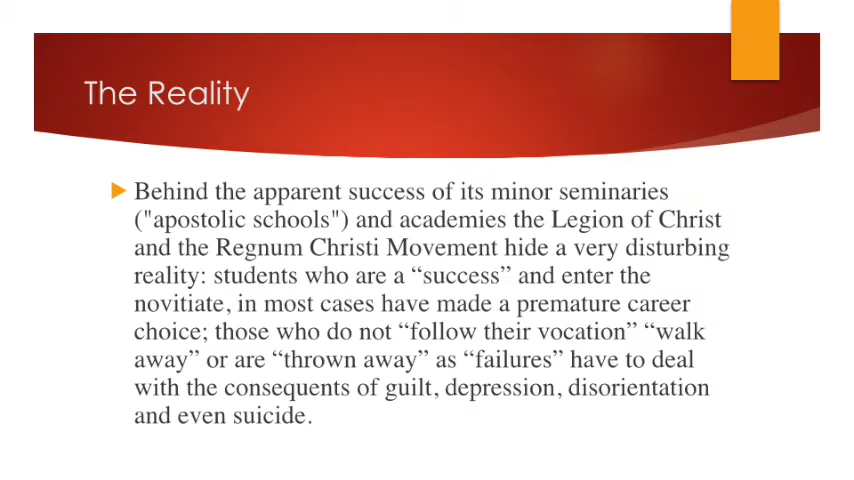 The Reality
Behind the apparent success of its minor seminaries
("apostolic schools") and academies the Legion of Christ
and the Regnum Christi Movement hide a very disturbing
reality: students who are a “success” and enter the
novitiate, in most cases have made a premature career
choice; those who do not “follow their vocation” “walk
away” or are “thrown away” as “failures” have to deal
with the consequents of guilt, depression, disorientation
and even suicide.